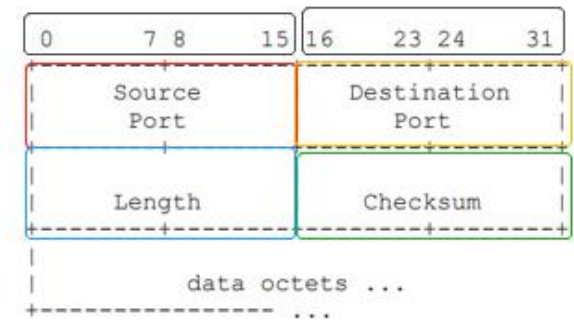 0 7 8 15 16 23 24 31
Source Destination
Port Port
Length Checksum
data octets ...
...